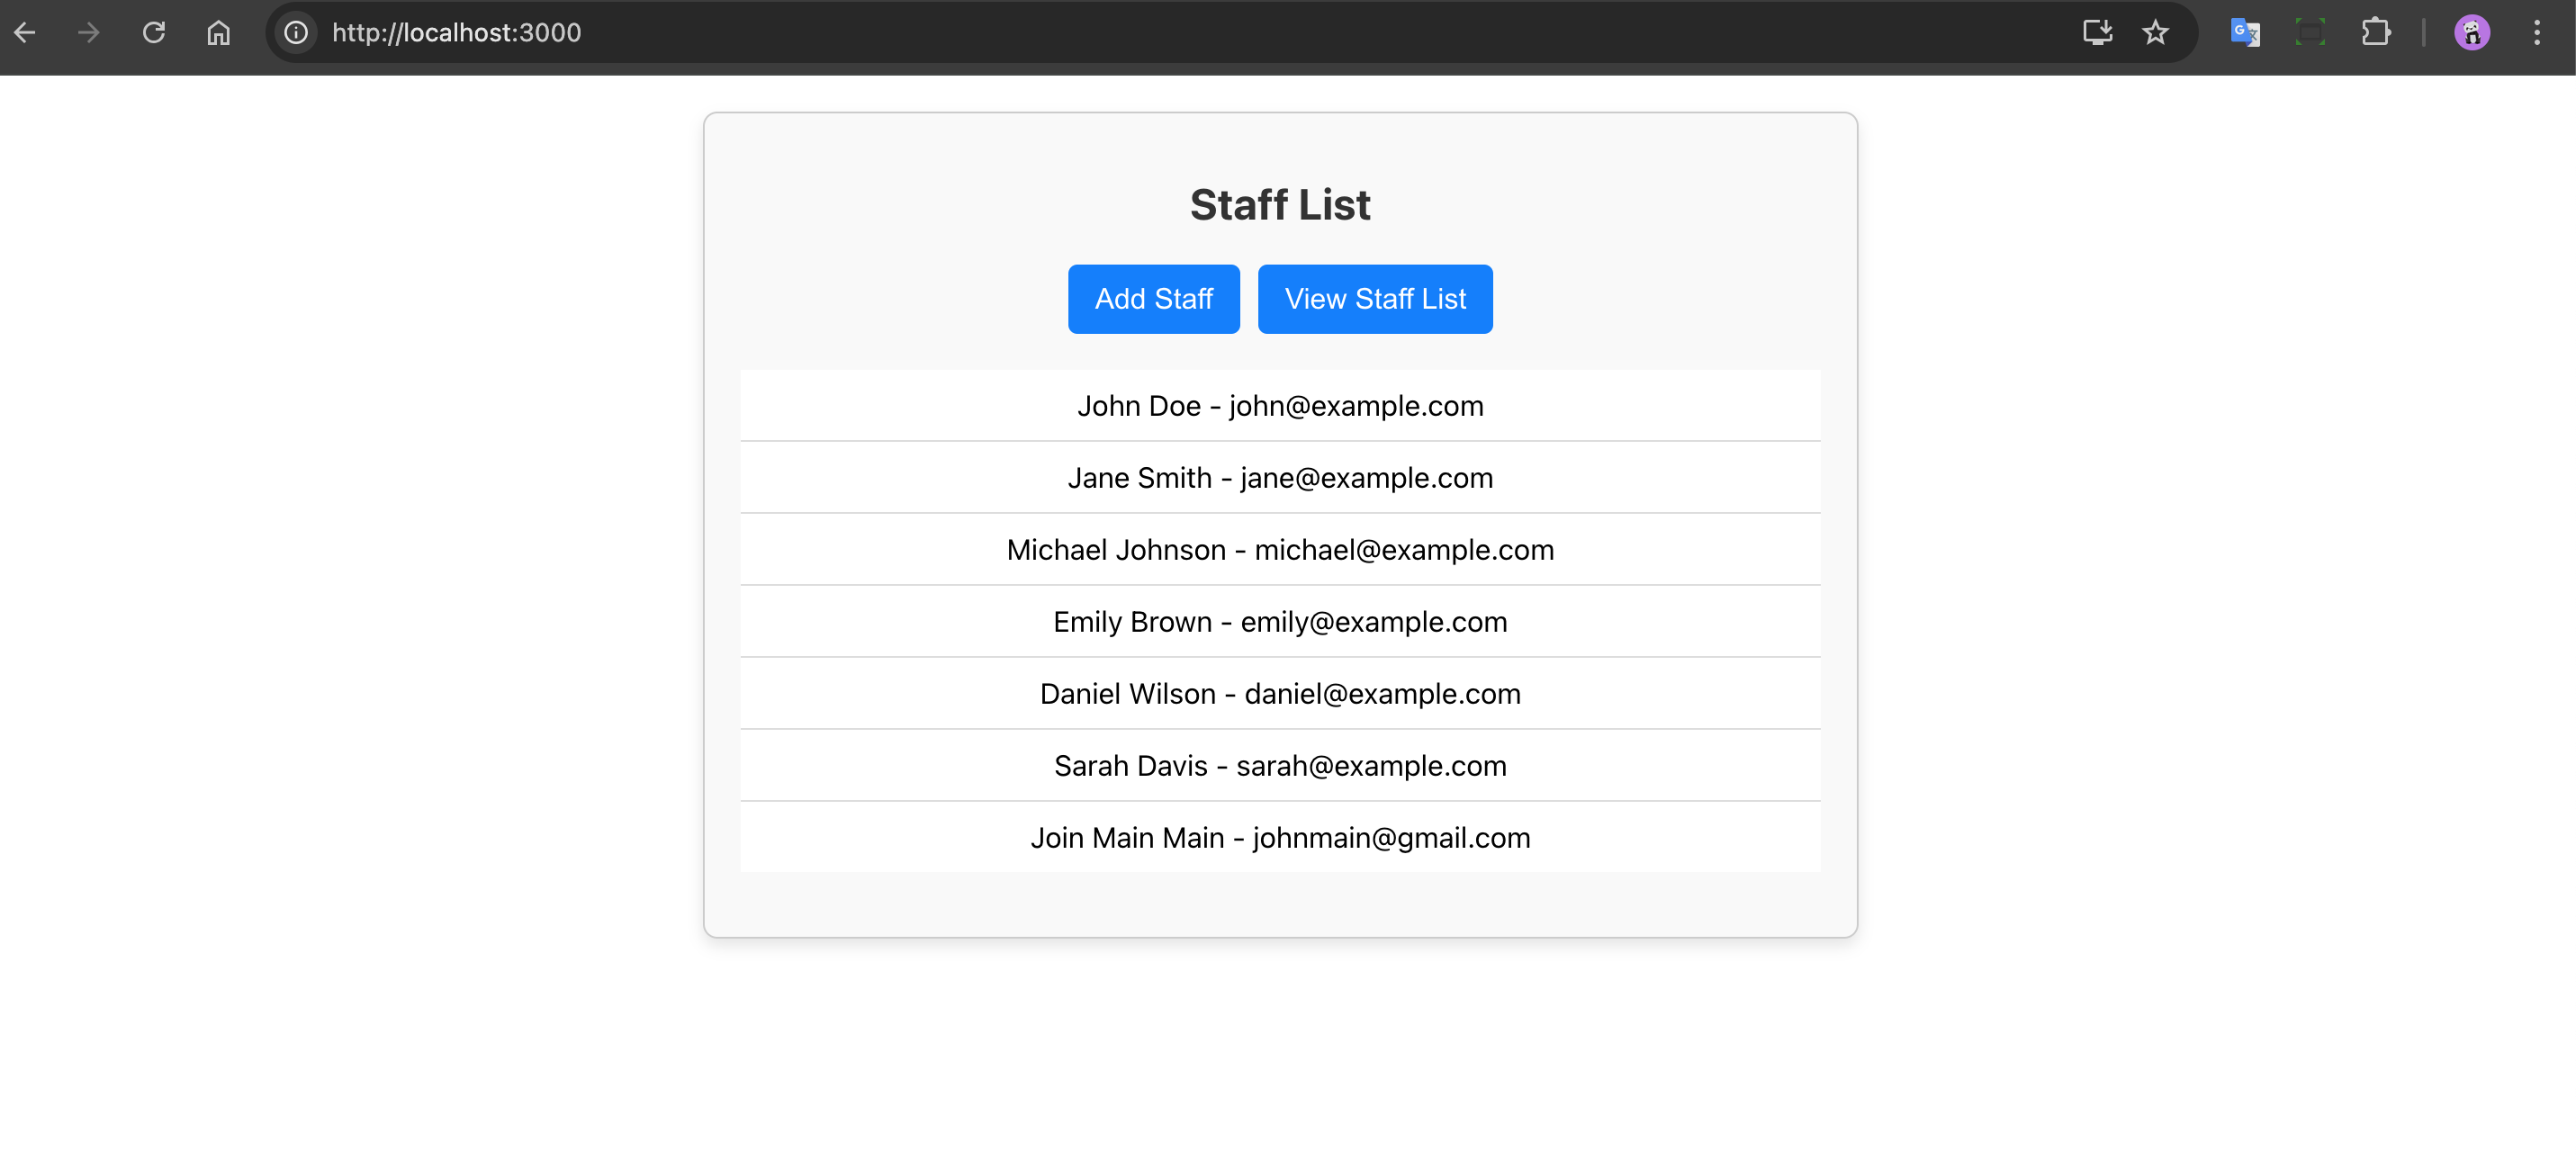 http://localhost:3000
Staff List
Add Staff
View Staff List
John Doe - john@example.com
Jane Smith - jane@example.com
Michael Johnson - michael@example.com
Emily Brown - emily@example.com
Daniel Wilson - daniel@example.com
Sarah Davis - sarah@example.com
Join Main Main - johnmain@gmail.com